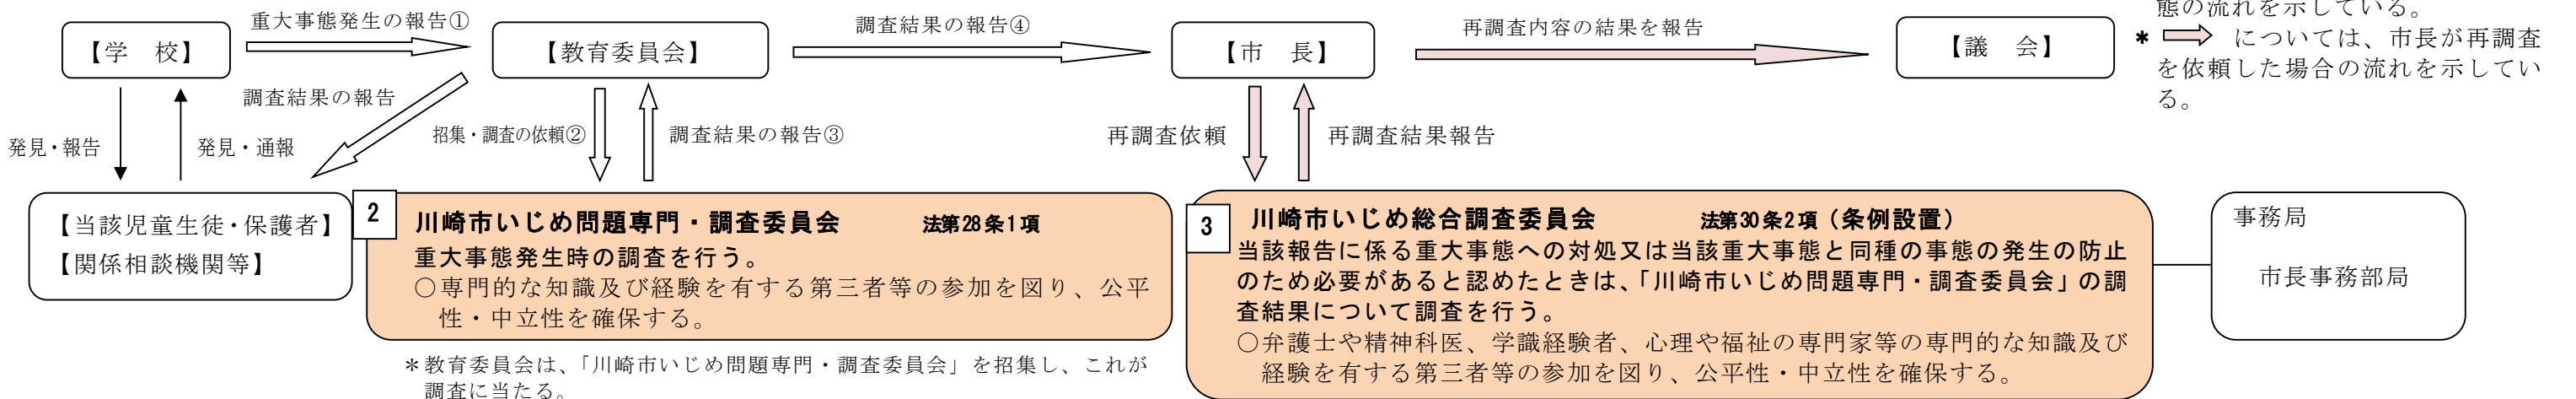 重大事態発生の報告①
調査結果の報告④
再調査内容の結果を報告
態の流れを示している。
【学　校】
【教育委員会】
【市　長】
【議　会】
＊ については、市長が再調査
を依頼した場合の流れを示してい
る。
調査結果の報告
発見・報告
発見・通報
招集・調査の依頼②
調査結果の報告③
再調査依頼
再調査結果報告
【当該児童生徒・保護者】
【関係相談機関等】
2
川崎市いじめ問題専門・調査委員会　法第28条1項
重大事態発生時の調査を行う。
○専門的な知識及び経験を有する第三者等の参加を図り、公平
性・中立性を確保する。
＊教育委員会は、「川崎市いじめ問題専門・調査委員会」を招集し、これが
調査に当たる。
3
川崎市いじめ総合調査委員会　法第30条2項（条例設置）
当該報告に係る重大事態への対処又は当該重大事態と同種の事態の発生の防止
のため必要があると認めたときは、「川崎市いじめ問題専門・調査委員会」の調
査結果について調査を行う。
○弁護士や精神科医、学識経験者、心理や福祉の専門家等の専門的な知識及び
経験を有する第三者等の参加を図り、公平性・中立性を確保する。
事務局
市長事務部局